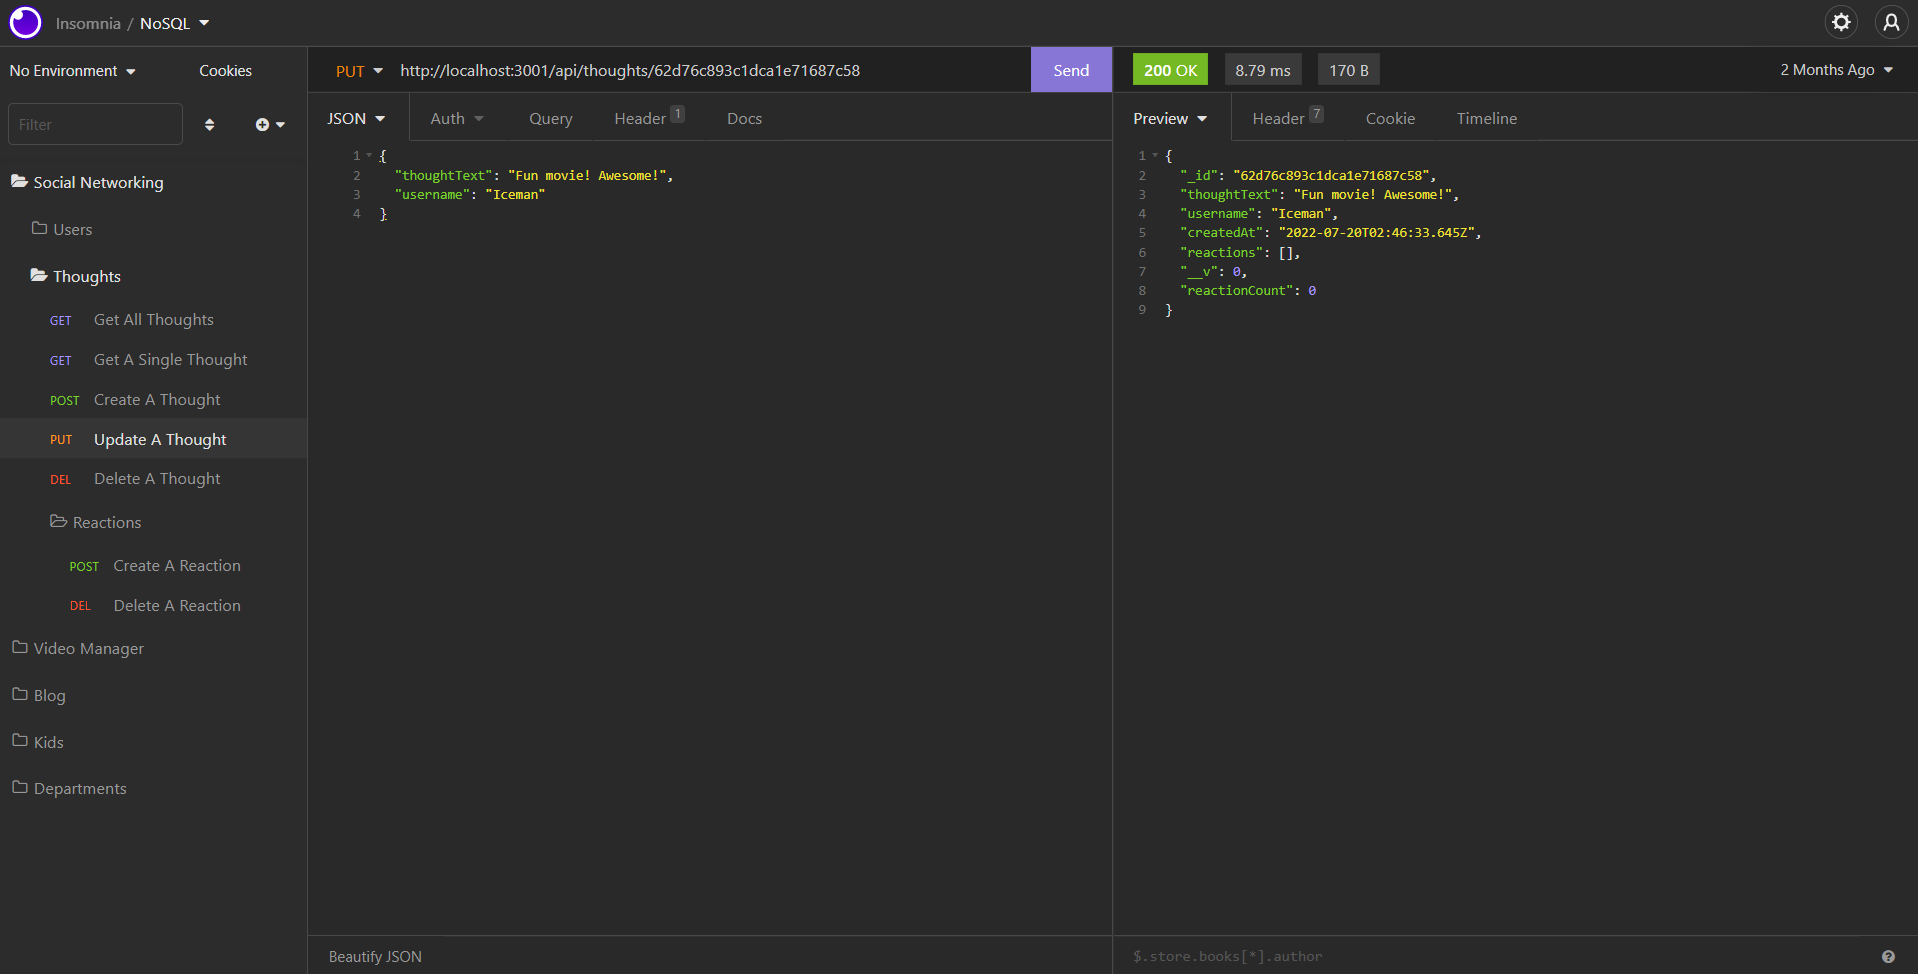 Insomnia / NoSQL
No Environment
Cookies
Filter
Social Networking
Users
Thoughts
GET Get All Thoughts
GET Get A Single Thought
POST Create A Thought
PUT Update A Thought
DEL Delete A Thought
Reactions
POST Create A Reaction
DEL Delete A Reaction
Video Manager
Blog
Kids
Departments
PUT http://localhost:3001/api/thoughts/62d76c893c1dca1e71687c58 Send
JSON Auth Query Header 1 Docs
1 {
2 "thoughtText": "Fun movie! Awesome!",
3 "username": "Iceman"
4 }
Beautify JSON
200 OK 8.79 ms 170 B 2 Months Ago
Preview Header 7 Cookie Timeline
1 {
2 "_id": "62d76c893c1dca1e71687c58",
3 "thoughtText": "Fun movie! Awesome!",
4 "username": "Iceman",
5 "createdAt": "2022-07-20T02:46:33.645Z",
6 "reactions": [],
7 "__v": 0,
8 "reactionCount": 0
9 }
$.store.books[*].author